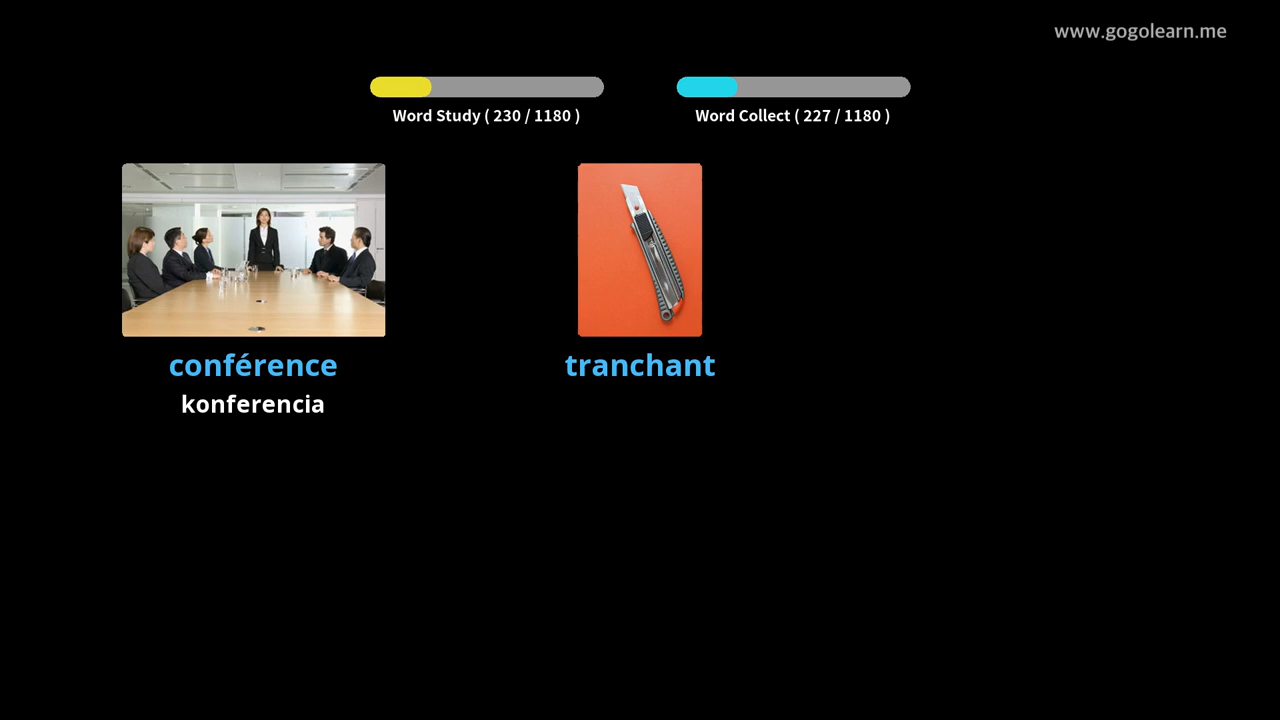 www.gogolearn.me
Word Study ( 230 / 1180 )
Word Collect ( 227 / 1180 )
conférence
tranchant
konferencia